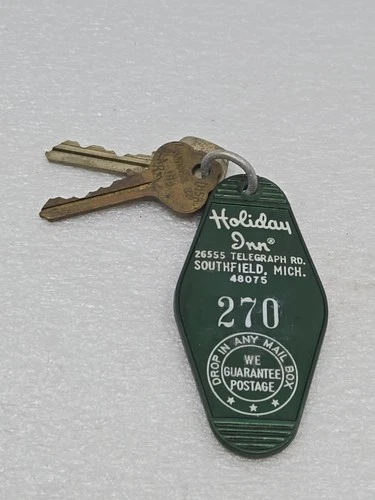 Holiday
Inn®
26555 TELEGRAPH RD.
SOUTHFIELD, MICH.
48075
270
DROP IN ANY MAIL BOX
WE
GUARANTEE
POSTAGE